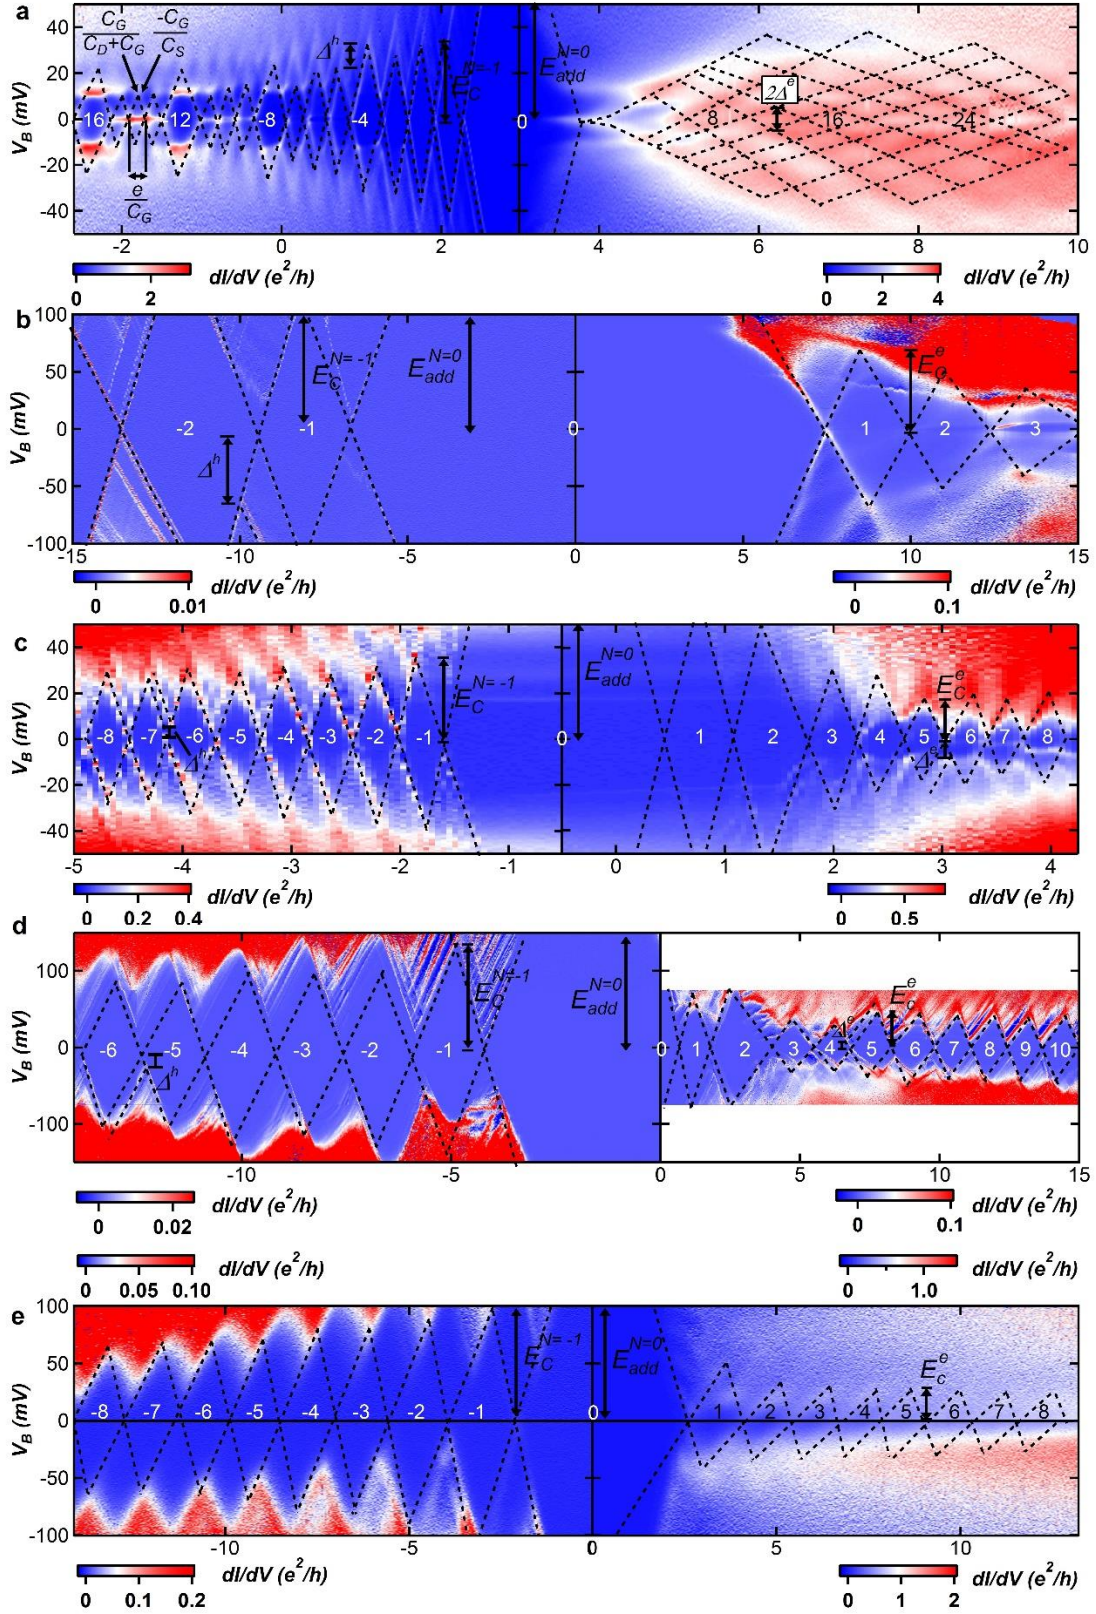 a
C_G
C_D+C_G
-C_G
C_S
Δ^h
E_C^{N=-1}
E_add^{N=0}
2Δ^e
V_B (mV)
40
20
0
-20
-40
16
12
-8
-4
0
8
16
24
e
C_G
-2 0 2 4 6 8 10
dI/dV (e²/h)
0 2
dI/dV (e²/h)
0 2 4
b
V_B (mV)
100
50
0
-50
-100
E_C^{N=-1}
E_add^{N=0}
E_C^e
-2 -1 0 1 2 3
Δ^h
-15 -10 -5 0 5 10 15
dI/dV (e²/h)
0 0.01
dI/dV (e²/h)
0 0.1
c
V_B (mV)
40
20
0
-20
-40
E_C^{N=-1}
E_add^{N=0}
E_C^e
-8 -7 -6 -5 -4 -3 -2 -1 0 1 2 3 4 5 6 7 8
Δ^h
Δ^e
-5 -4 -3 -2 -1 0 1 2 3 4
dI/dV (e²/h)
0 0.2 0.4
dI/dV (e²/h)
0 0.5
d
V_B (mV)
100
0
-100
E_C^{N=-1}
E_add^{N=0}
E_c^e
Δ^e
-6 -5 -4 -3 -2 -1 0 1 2 3 4 5 6 7 8 9 10
Δ^h
-10 -5 0 5 10 15
dI/dV (e²/h)
0 0.02
dI/dV (e²/h)
0 0.1
dI/dV (e²/h)
0 0.05 0.10
dI/dV (e²/h)
0 1.0
e
V_B (mV)
100
50
0
-50
-100
E_C^{N=-1}
E_add^{N=0}
E_c^e
-8 -7 -6 -5 -4 -3 -2 -1 0 1 2 3 4 5 6 7 8
-10 -5 0 5 10
dI/dV (e²/h)
0 0.1 0.2
dI/dV (e²/h)
0 1 2